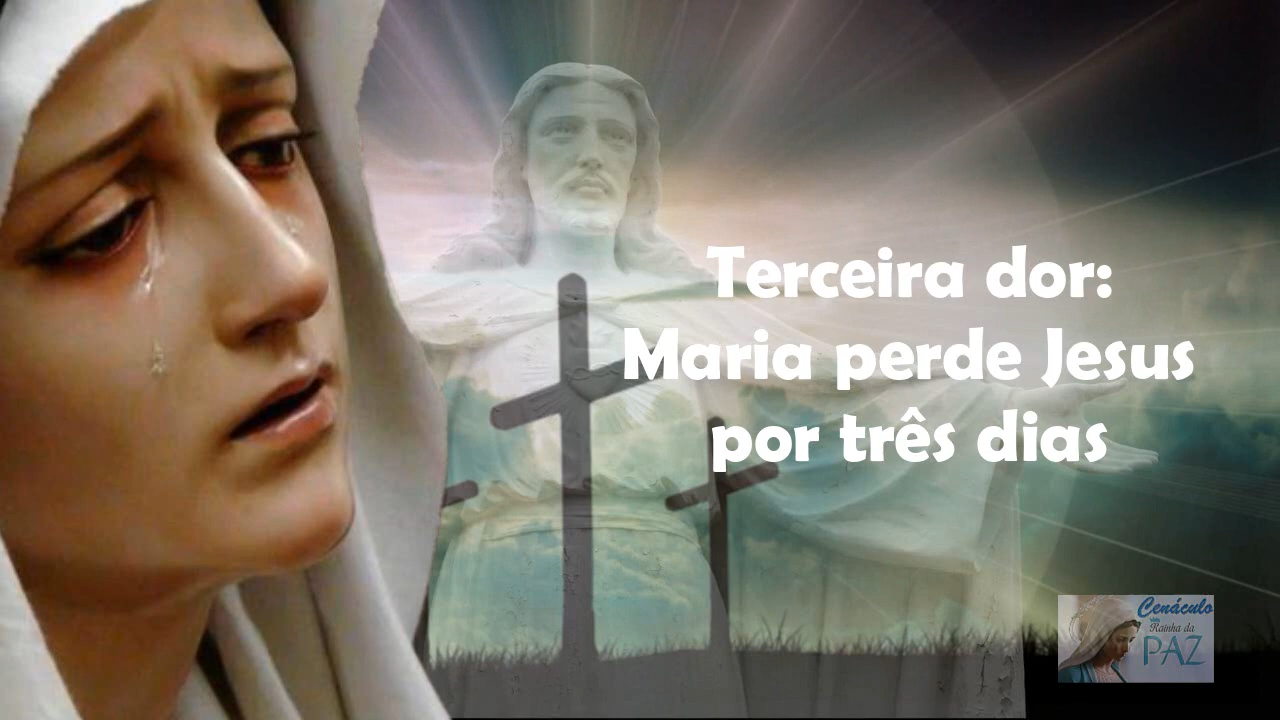 Terceira dor:
Maria perde Jesus
por três dias
Cenáculo
Rainha da
PAZ